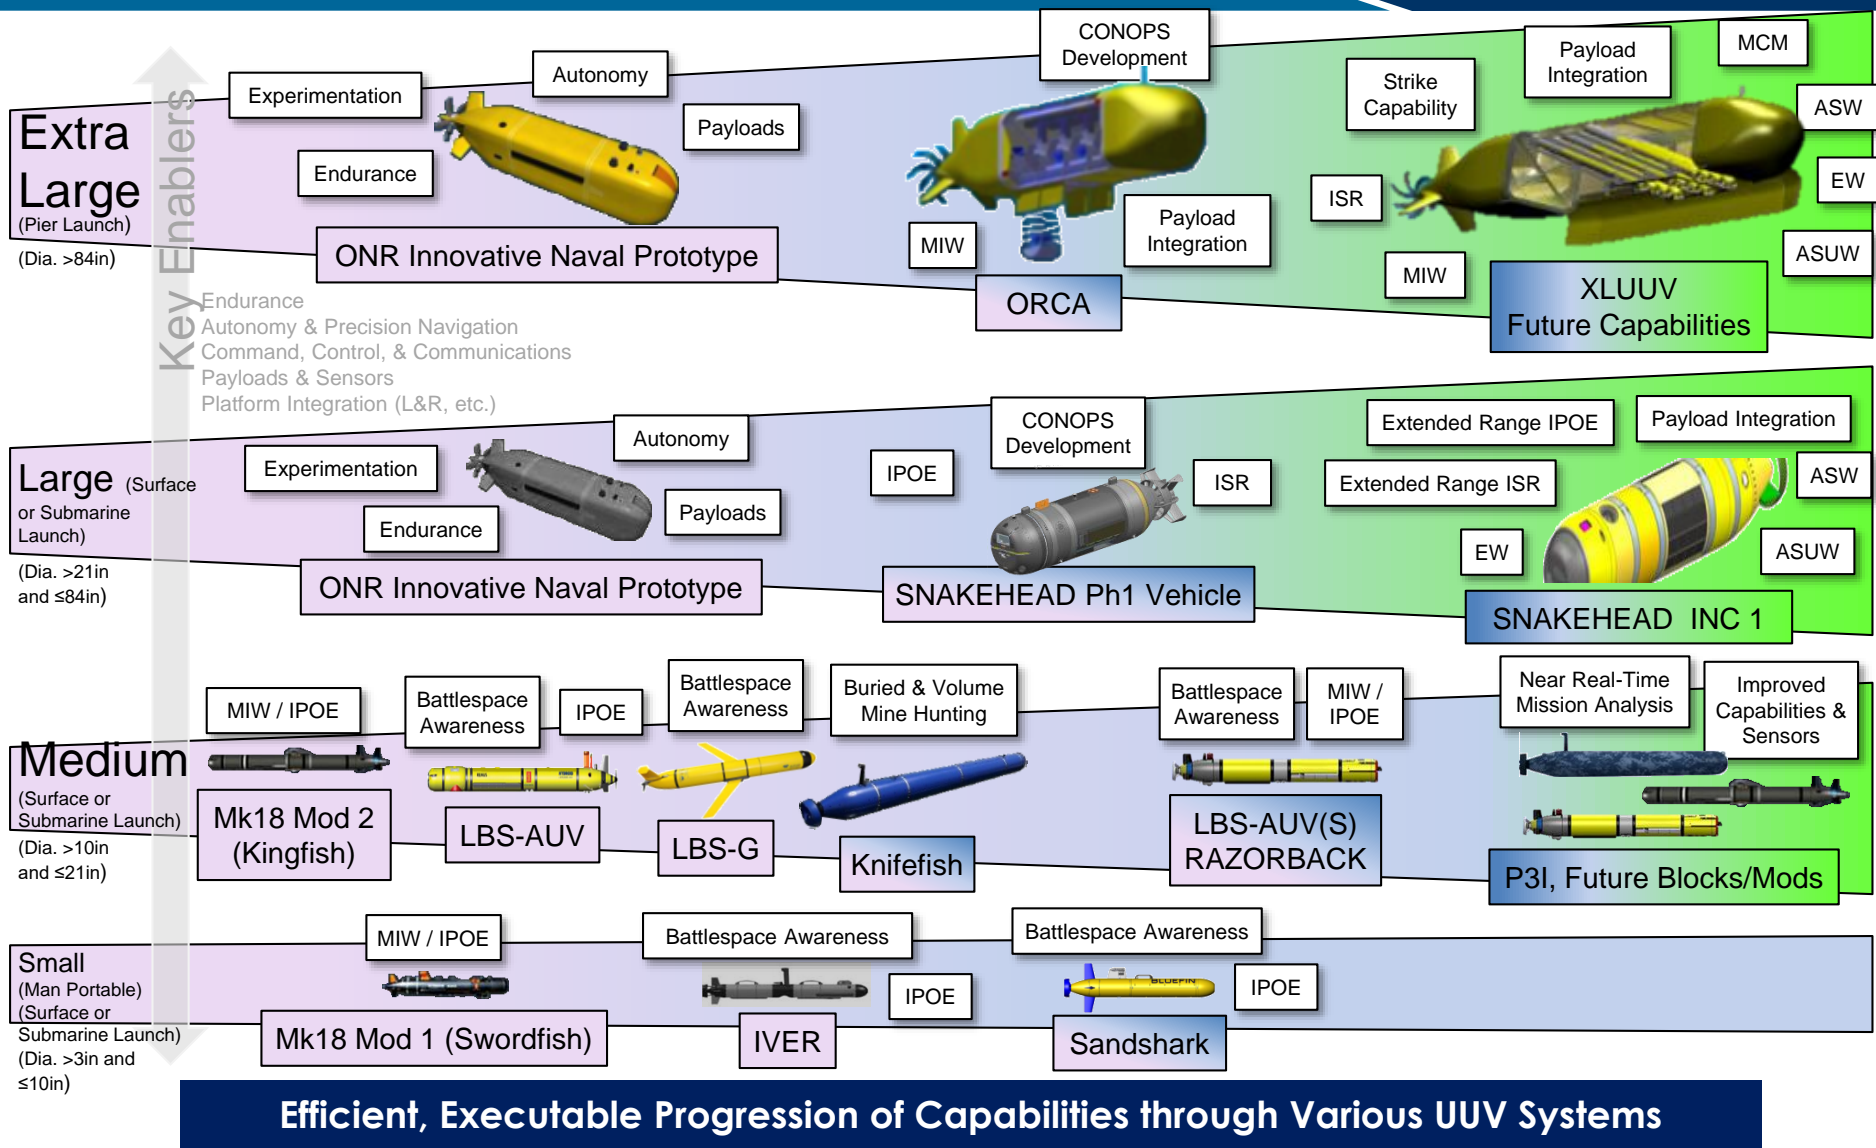 Extra
Large
(Pier Launch)
(Dia. >84in)
Key Enablers
Experimentation
Autonomy
Endurance
Payloads
ONR Innovative Naval Prototype
CONOPS
Development
MIW
Payload
Integration
ORCA
Strike
Capability
Payload
Integration
MCM
ASW
ISR
EW
MIW
ASUW
XLUUV
Future Capabilities
Endurance
Autonomy & Precision Navigation
Command, Control, & Communications
Payloads & Sensors
Platform Integration (L&R, etc.)
Large (Surface
or Submarine
Launch)
(Dia. >21in
and ≤84in)
Experimentation
Autonomy
Endurance
Payloads
ONR Innovative Naval Prototype
IPOE
CONOPS
Development
ISR
SNAKEHEAD Ph1 Vehicle
Extended Range IPOE
Payload Integration
Extended Range ISR
ASW
EW
ASUW
SNAKEHEAD INC 1
Medium
(Surface or
Submarine Launch)
(Dia. >10in
and ≤21in)
MIW / IPOE
Mk18 Mod 2
(Kingfish)
Battlespace
Awareness
IPOE
LBS-AUV
Battlespace
Awareness
LBS-G
Buried & Volume
Mine Hunting
Knifefish
Battlespace
Awareness
MIW /
IPOE
LBS-AUV(S)
RAZORBACK
Near Real-Time
Mission Analysis
Improved
Capabilities &
Sensors
P3I, Future Blocks/Mods
Small
(Man Portable)
(Surface or
Submarine Launch)
(Dia. >3in and
≤10in)
MIW / IPOE
Mk18 Mod 1 (Swordfish)
Battlespace Awareness
IPOE
IVER
Battlespace Awareness
BLUEFIN
IPOE
Sandshark
Efficient, Executable Progression of Capabilities through Various UUV Systems